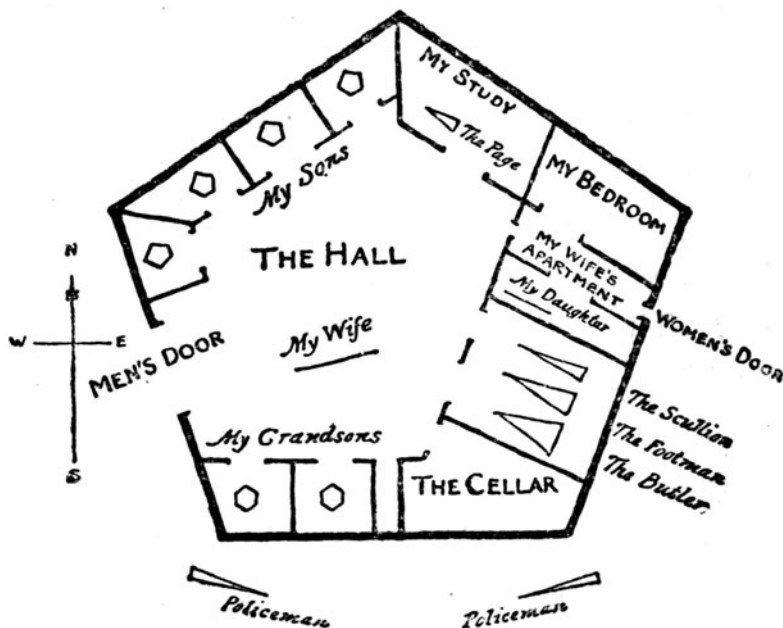 MY STUDY
The Page
MY BEDROOM
My Sons
N
THE HALL
MY WIFE'S
APARTMENT
My Daughter
WOMEN'S DOOR
W
E
MEN'S DOOR
My Wife
S
The Scullion
The Footman
The Butler.
My Grandsons
THE CELLAR
Policeman
Policeman